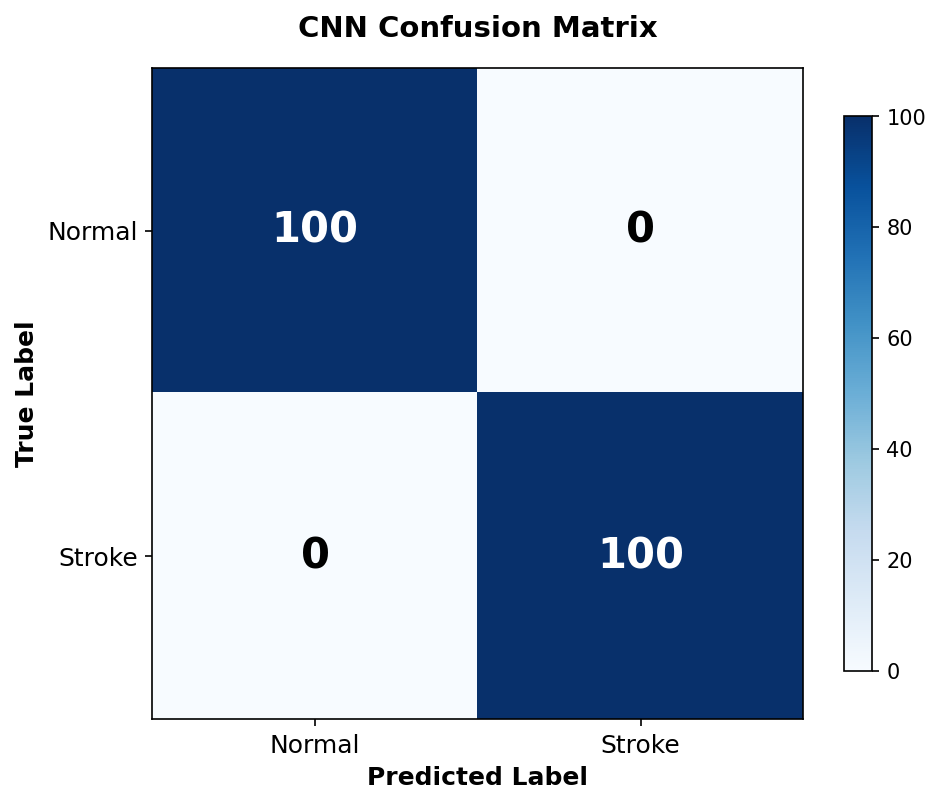 CNN Confusion Matrix
100
80
60
40
20
0
True Label
Normal
Stroke
100
0
0
100
Normal
Stroke
Predicted Label